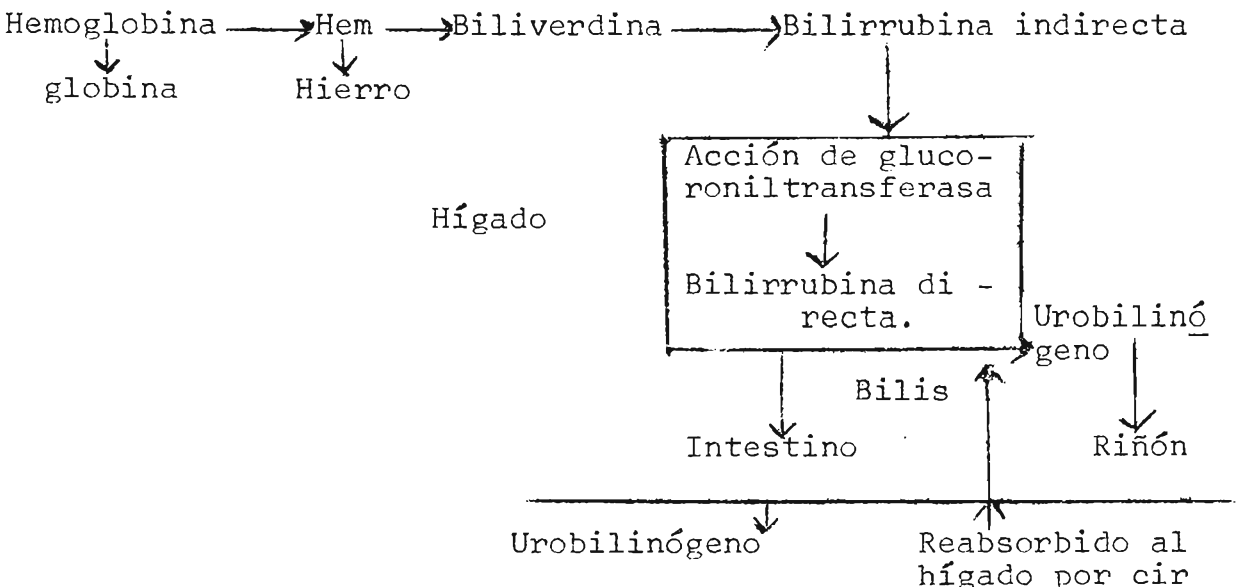 Hemoglobina Hem Biliverdina Bilirrubina indirecta
globina Hierro
Acción de gluco-
roniltransferasa
Hígado
Bilirrubina di -
recta.
Urobilinó
geno
Bilis
Intestino Riñón
Urobilinógeno Reabsorbido al
hígado por cir